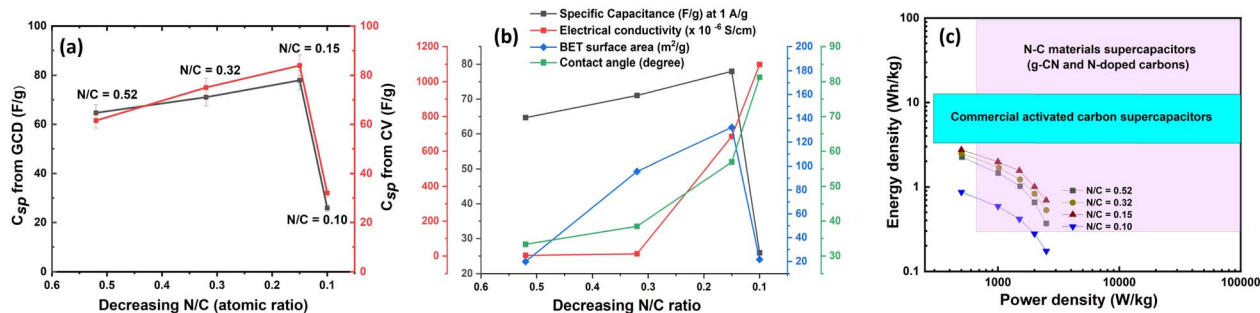 (a)
C_sp from GCD (F/g)
100
80
60
40
20
0
N/C = 0.52
N/C = 0.32
N/C = 0.15
N/C = 0.10
100
80
60
40
20
0
C_sp from CV (F/g)
0.6 0.5 0.4 0.3 0.2 0.1
Decreasing N/C (atomic ratio)
Specific Capacitance (F/g) at 1 A/g
Electrical conductivity (x 10 -6 S/cm)
BET surface area (m2/g)
Contact angle (degree)
(b)
1200
1000
800
600
400
200
0
80
70
60
50
40
30
20
200
180
160
140
120
100
80
60
40
20
90
80
70
60
50
40
30
0.6 0.5 0.4 0.3 0.2 0.1
Decreasing N/C ratio
(c)
Energy density (Wh/kg)
100
10
1
0.1
N-C materials supercapacitors
(g-CN and N-doped carbons)
Commercial activated carbon supercapacitors
N/C = 0.52
N/C = 0.32
N/C = 0.15
N/C = 0.10
1000 10000 100000
Power density (W/kg)